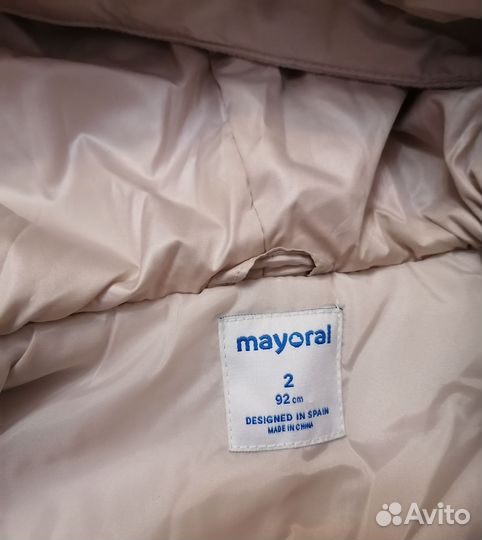 mayoral
2
92 cm
DESIGNED IN SPAIN
MADE IN CHINA
Avito